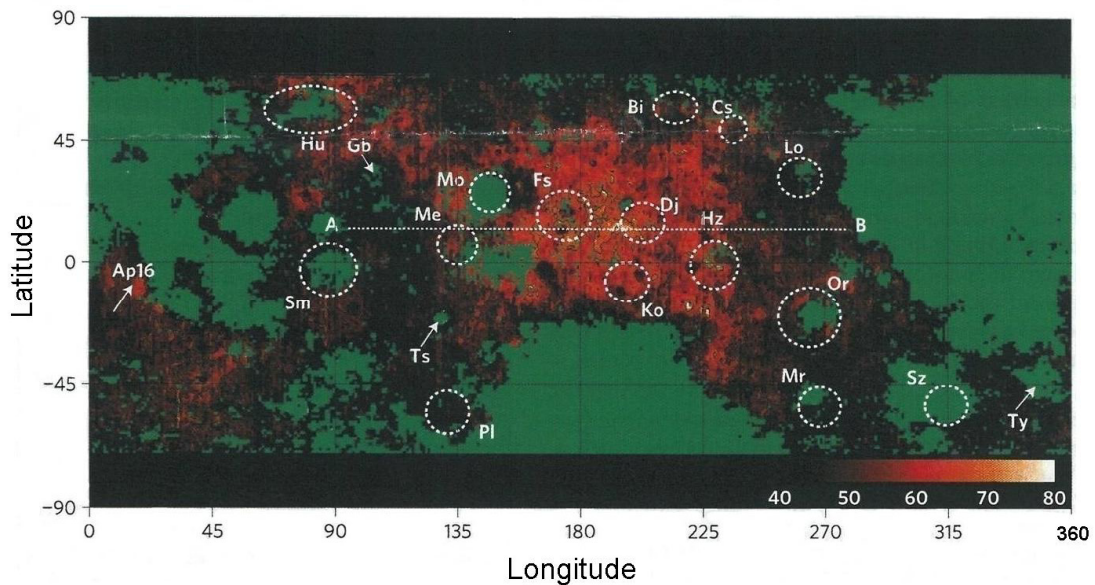 90
45
0
−45
−90
Latitude
Bi
Cs
Hu
Gb
Lo
Mo
Fs
Me
Dj
A
Hz
B
Ap16
Sm
Ko
Or
Ts
Mr
Sz
Pl
Ty
40 50 60 70 80
0 45 90 135 180 225 270 315 360
Longitude